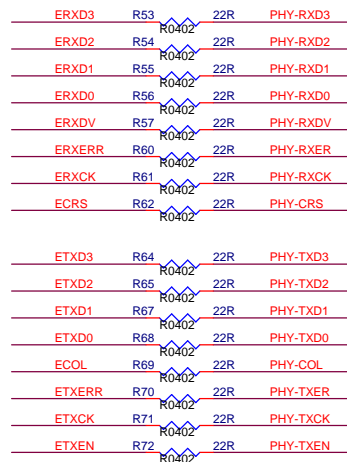 ERXD3 R53 22R PHY-RXD3
R0402
ERXD2 R54 22R PHY-RXD2
R0402
ERXD1 R55 22R PHY-RXD1
R0402
ERXD0 R56 22R PHY-RXD0
R0402
ERXDV R57 22R PHY-RXDV
R0402
ERXERR R60 22R PHY-RXER
R0402
ERXCK R61 22R PHY-RXCK
R0402
ECRS R62 22R PHY-CRS
R0402
ETXD3 R64 22R PHY-TXD3
R0402
ETXD2 R65 22R PHY-TXD2
R0402
ETXD1 R67 22R PHY-TXD1
R0402
ETXD0 R68 22R PHY-TXD0
R0402
ECOL R69 22R PHY-COL
R0402
ETXERR R70 22R PHY-TXER
R0402
ETXCK R71 22R PHY-TXCK
R0402
ETXEN R72 22R PHY-TXEN
R0402